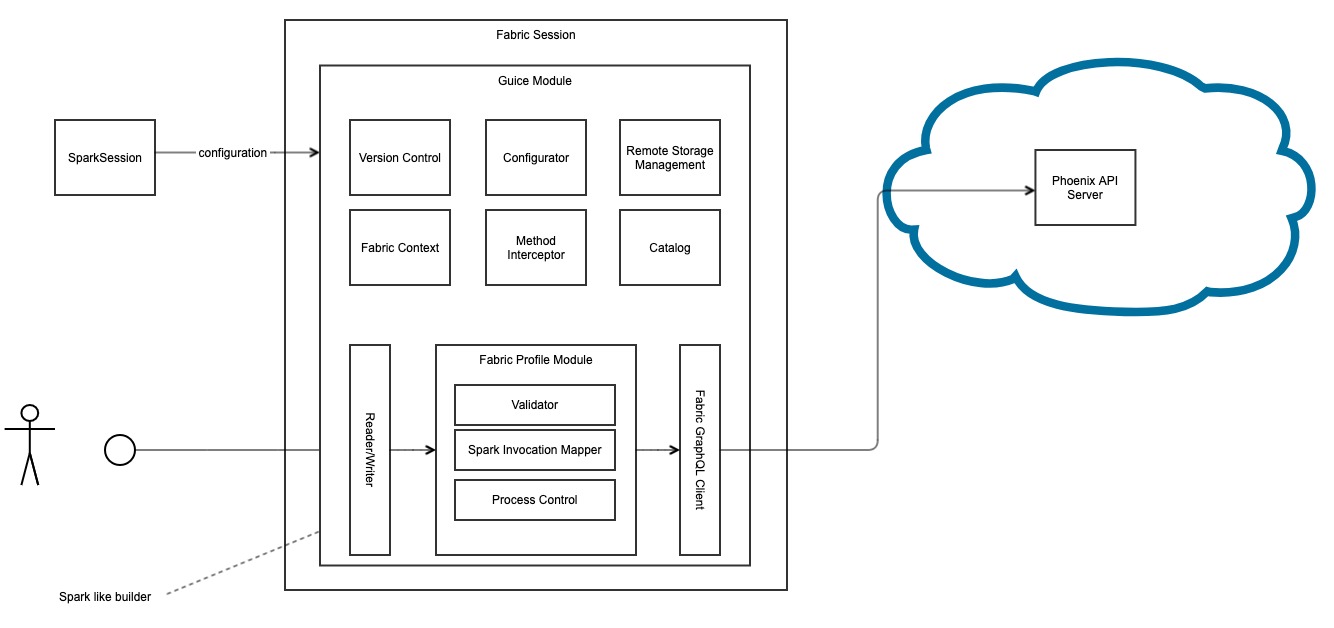 Fabric Session
Guice Module
SparkSession
configuration
Version Control
Configurator
Remote Storage
Management
Fabric Context
Method
Interceptor
Catalog
Phoenix API
Server
Reader/Writer
Fabric Profile Module
Validator
Spark Invocation Mapper
Process Control
Fabric GraphQL Client
Spark like builder